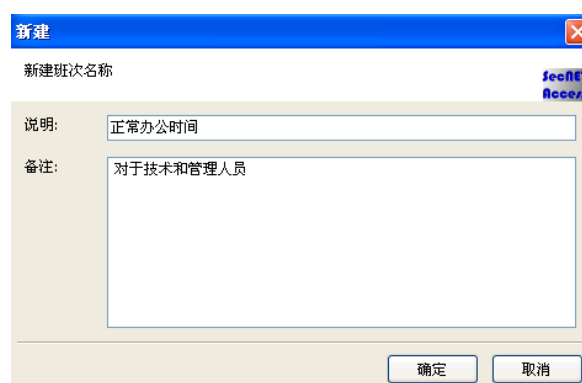 新建
新建班次名称
SecNE
Acces
说明:
正常办公时间
备注:
对于技术和管理人员
确定
取消